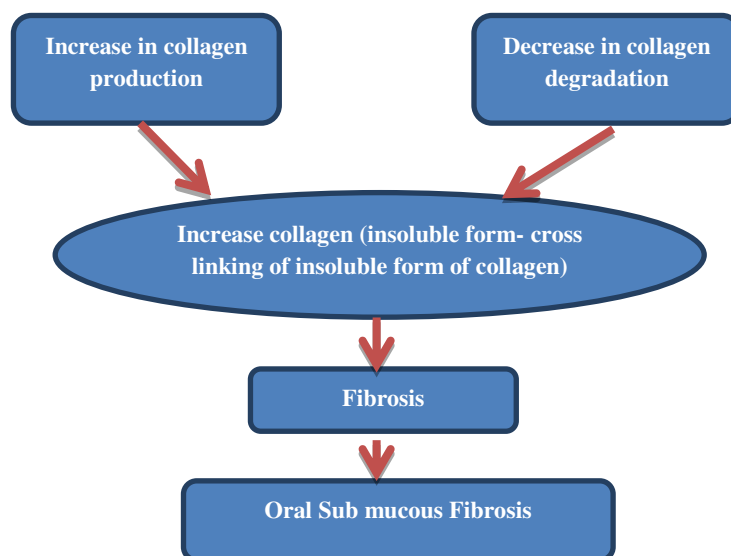 Increase in collagen
production
Decrease in collagen
degradation
Increase collagen (insoluble form- cross
linking of insoluble form of collagen)
Fibrosis
Oral Sub mucous Fibrosis